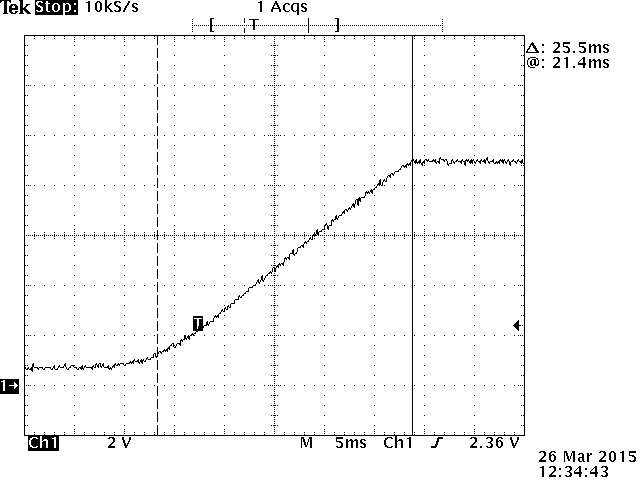 Tek Stop: 10kS/s 1 Acqs
[ T ]
Δ: 25.5ms
@: 21.4ms
T
1→
Ch1 2 V M 5ms Ch1 2.36 V
26 Mar 2015
12:34:43